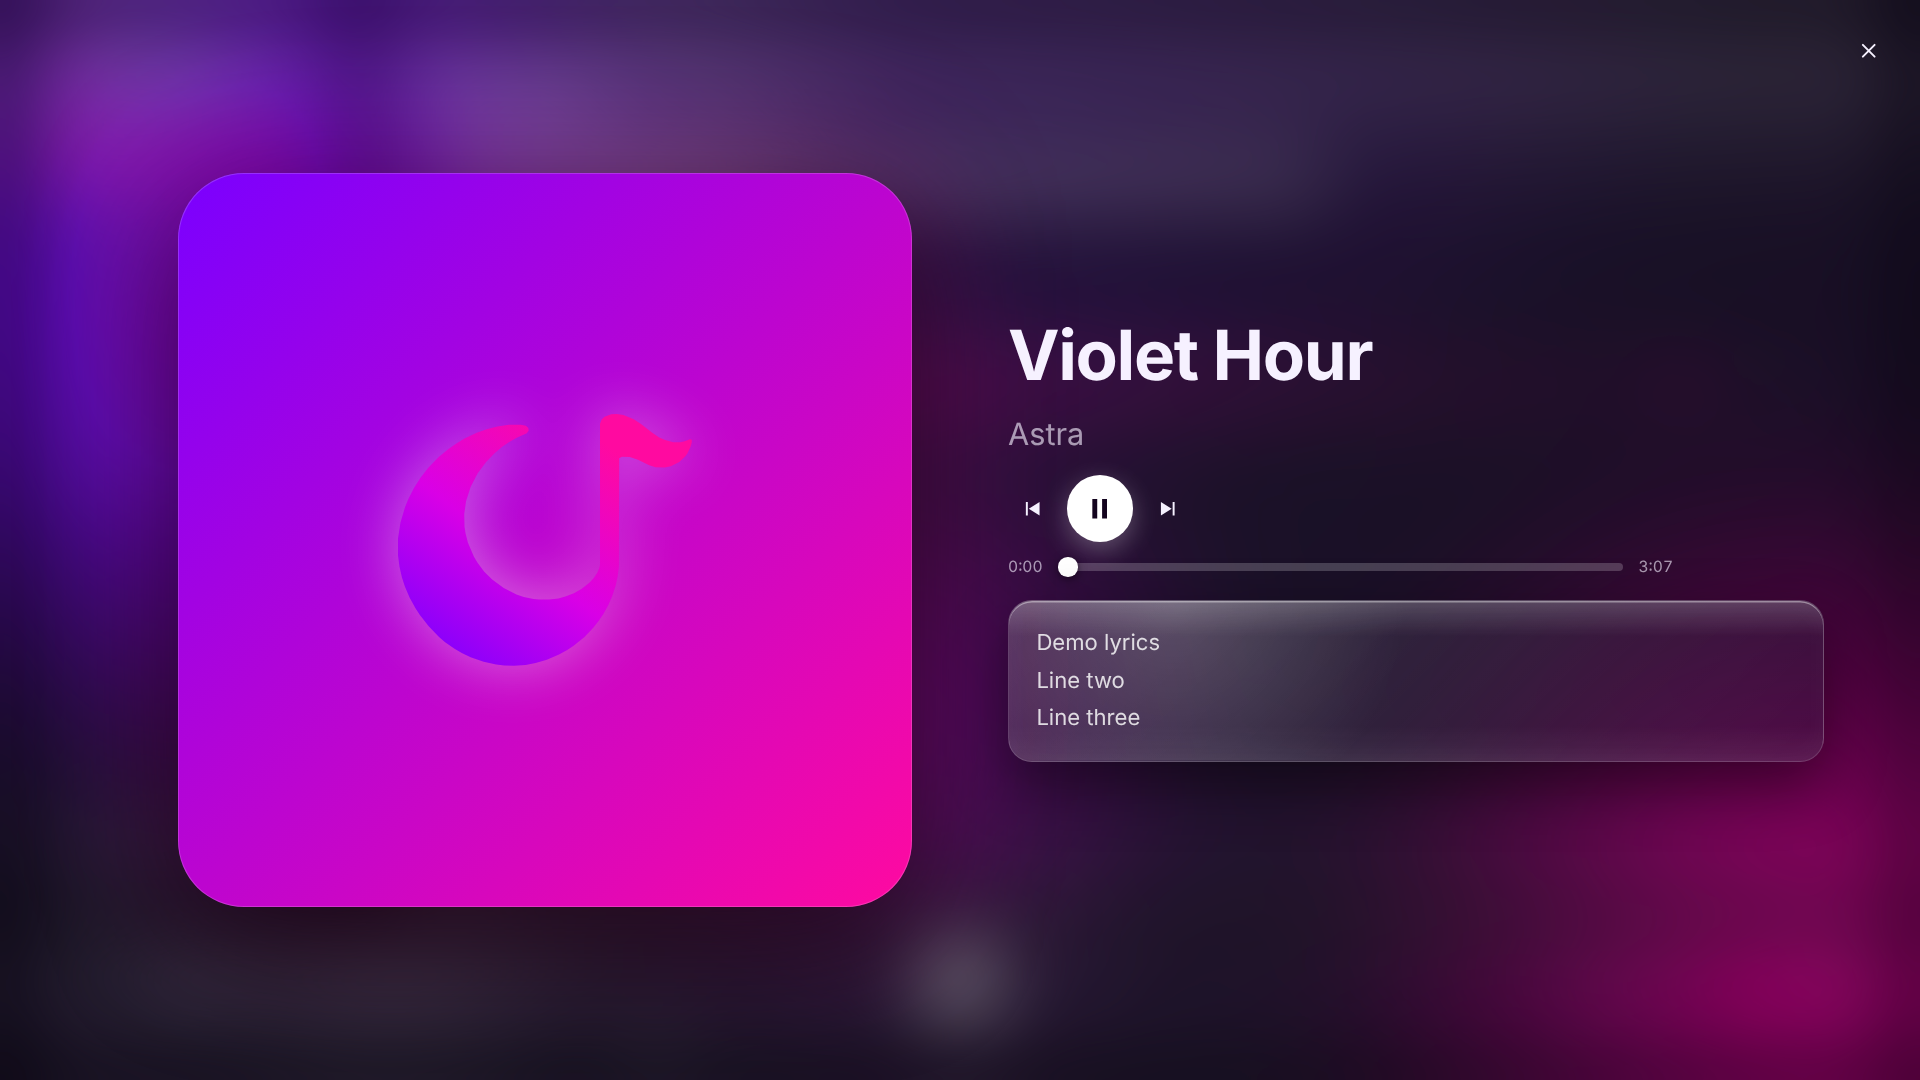 Violet Hour
Astra
0:00
3:07
Demo lyrics
Line two
Line three